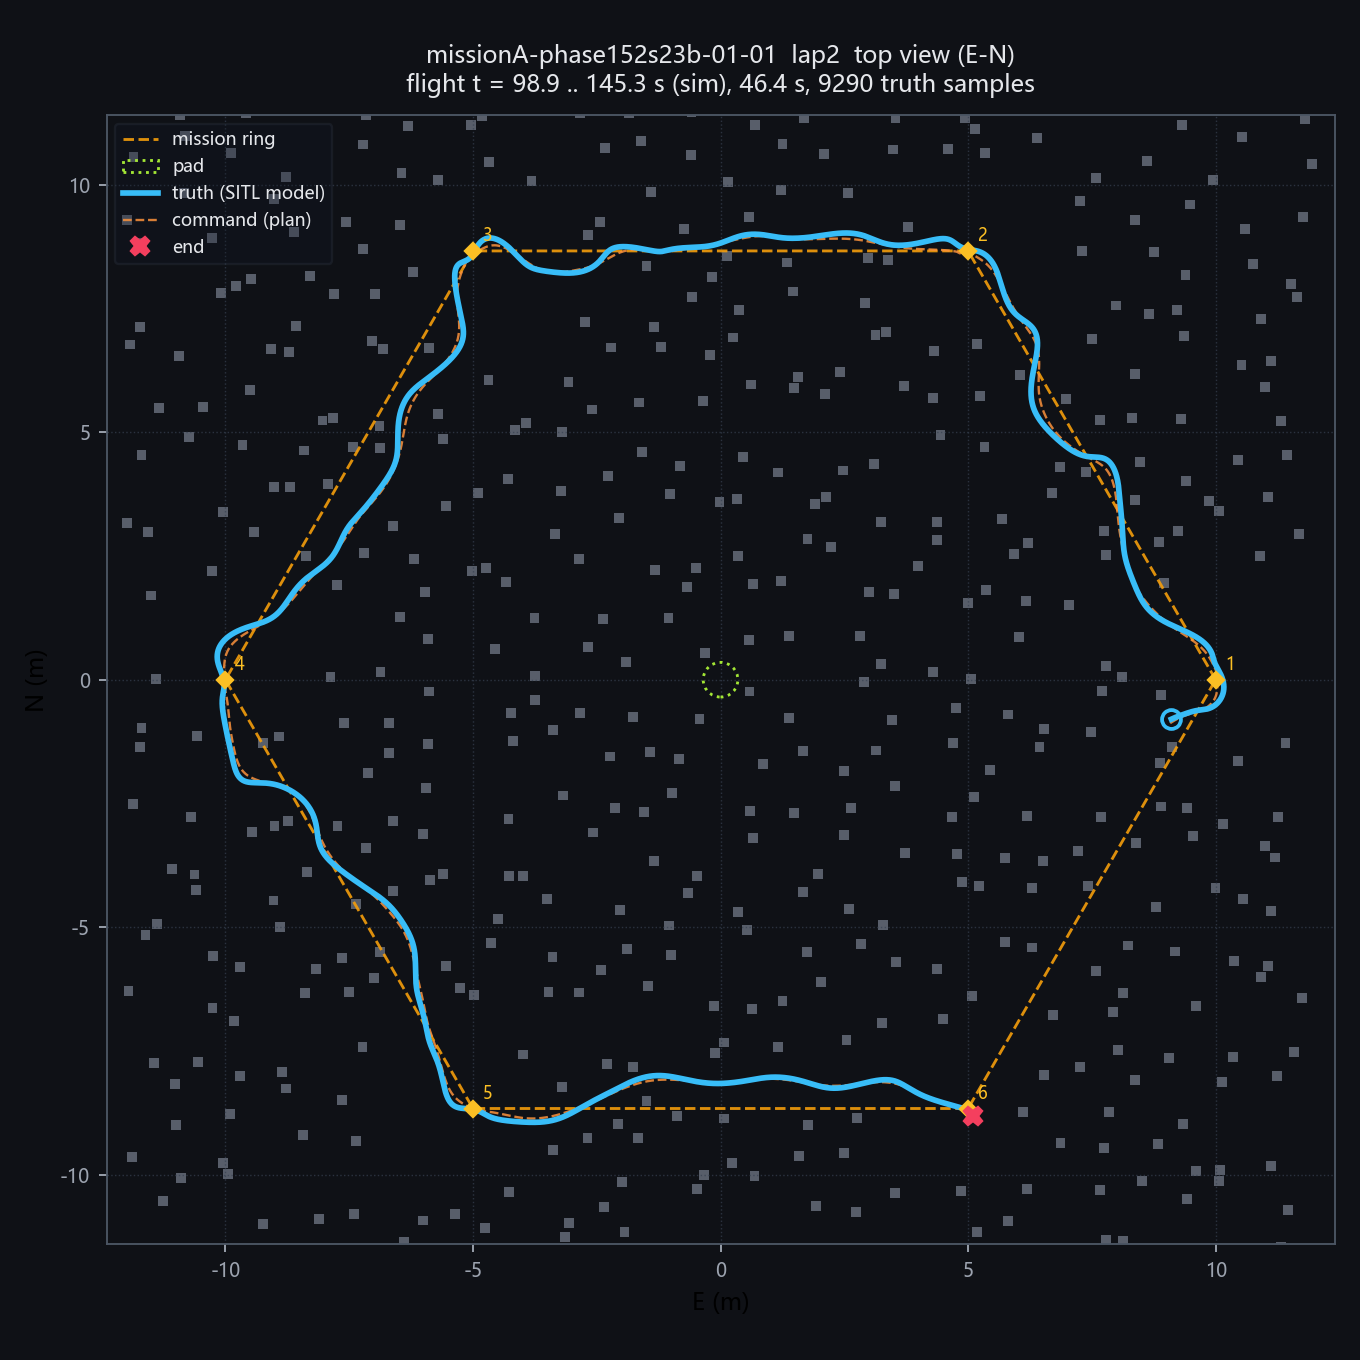 missionA-phase152s23b-01-01  lap2  top view (E-N)
flight t = 98.9 .. 145.3 s (sim), 46.4 s, 9290 truth samples
mission ring
pad
truth (SITL model)
command (plan)
end
3
2
4
1
5
6
10
5
0
-5
-10
N (m)
-10
-5
0
5
10
E (m)